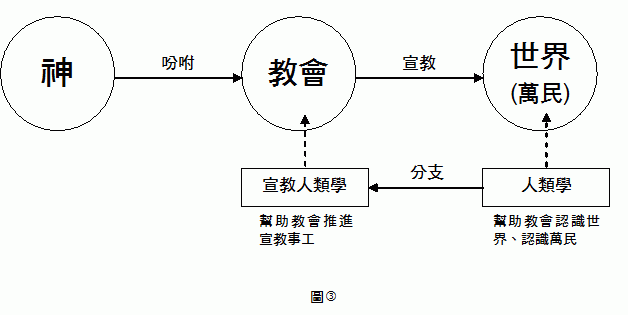 神
吩咐
教會
宣教
世界
(萬民)
宣教人類學
分支
人類學
幫助教會推進
宣教事工
幫助教會認識世
界、認識萬民
圖③